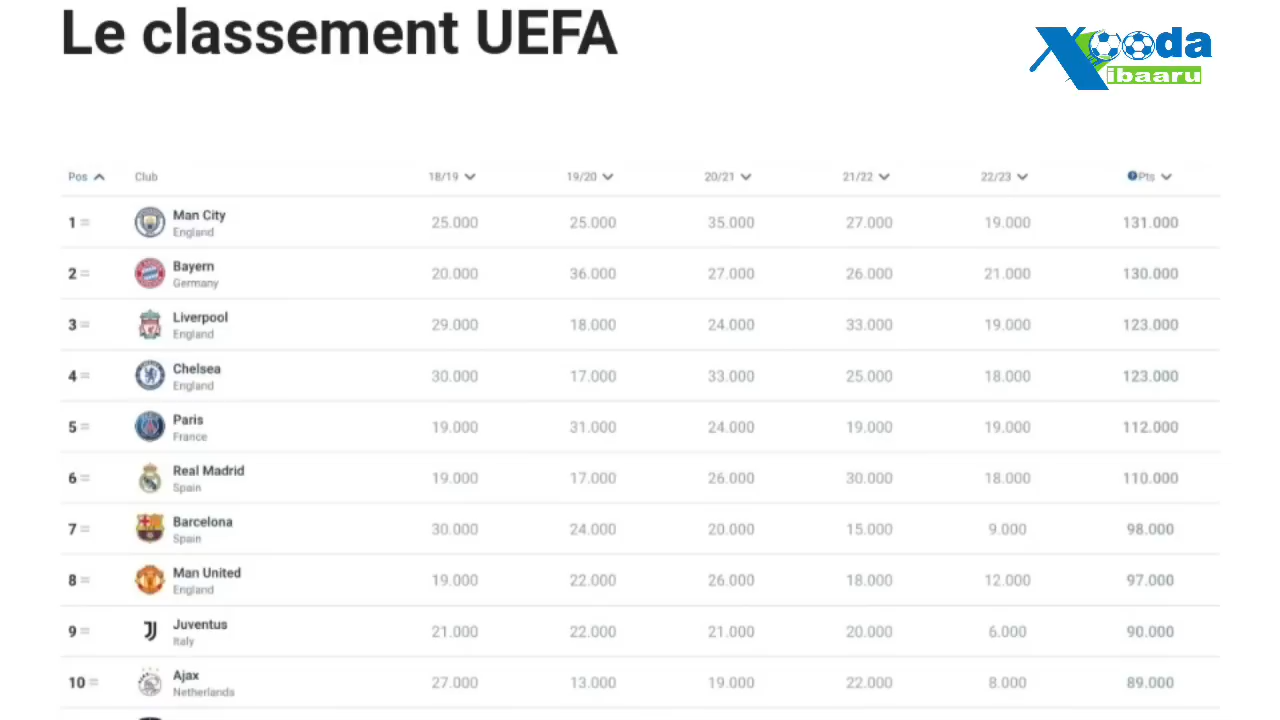 Le classement UEFA
Xooda
ibaaru
Pos Club 18/19 19/20 20/21 21/22 22/23 Pts
1 = Man City 25.000 25.000 35.000 27.000 19.000 131.000
England
2 = Bayern 20.000 36.000 27.000 26.000 21.000 130.000
Germany
3 = Liverpool 29.000 18.000 24.000 33.000 19.000 123.000
England
4 = Chelsea 30.000 17.000 33.000 25.000 18.000 123.000
England
5 = Paris 19.000 31.000 24.000 19.000 19.000 112.000
France
6 = Real Madrid 19.000 17.000 26.000 30.000 18.000 110.000
Spain
7 = Barcelona 30.000 24.000 20.000 15.000 9.000 98.000
Spain
8 = Man United 19.000 22.000 26.000 18.000 12.000 97.000
England
9 = Juventus 21.000 22.000 21.000 20.000 6.000 90.000
Italy
10 = Ajax 27.000 13.000 19.000 22.000 8.000 89.000
Netherlands